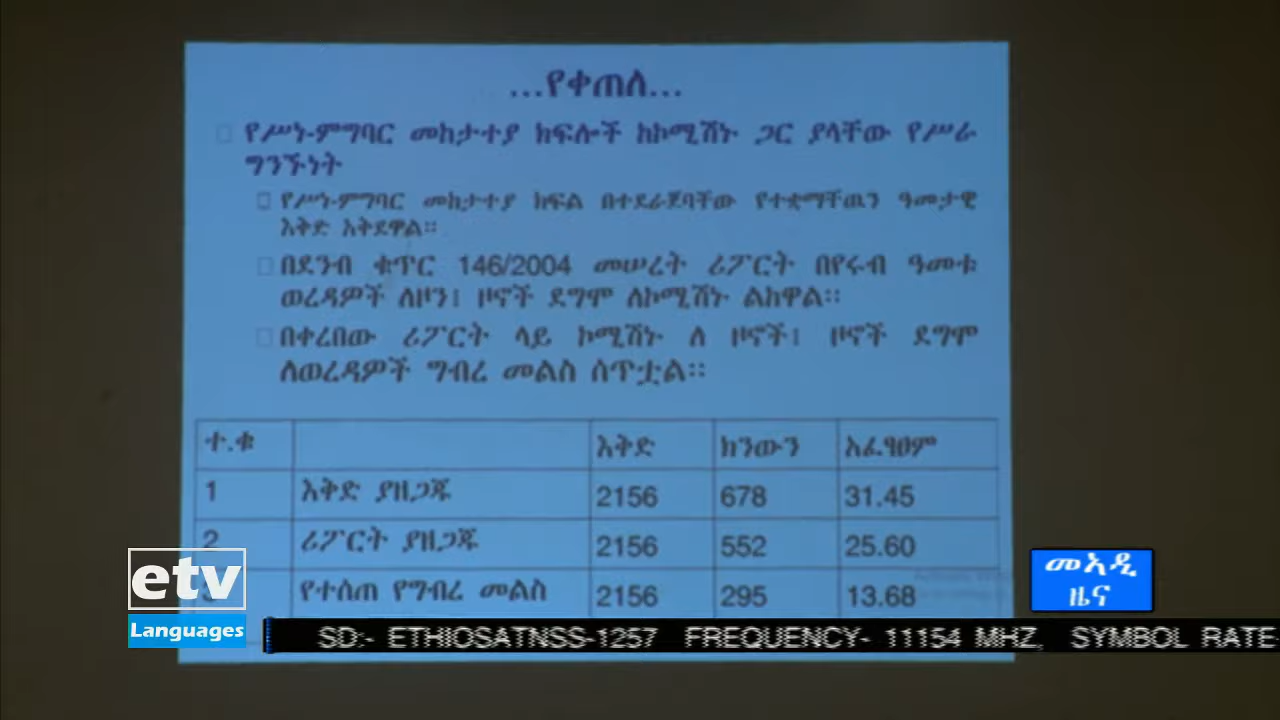 ...የቀጠለ...
የሥነ-ምግባር መከታተያ ክፍሎች ከኮሚሽኑ ጋር ያላቸው የሥራ
ግንኙነት
የሥነ-ምግባር መከታተያ ክፍል በተደራጀባቸው የተቋማቸዉን ዓመታዊ
እቅድ አቅደዋል።
በደንብ ቁጥር 146/2004 መሠረት ሪፖርት በየሩብ ዓመቱ
ወረዳዎች ለዞን፤ ዞኖች ደግሞ ለኮሚሽኑ ልከዋል።
በቀረበው ሪፖርት ላይ ኮሚሽኑ ለ ዞኖች፤ ዞኖች ደግሞ
ለወረዳዎች ግብረ መልስ ሰጥቷል።
ተ.ቁ እቅድ ክንውን አፈፃፀም
1 እቅድ ያዘጋጁ 2156 678 31.45
2 ሪፖርት ያዘጋጁ 2156 552 25.60
3 የተሰጠ የግብረ መልስ 2156 295 13.68
etv
Languages
መአዲ
ዜና
SD:- ETHIOSATNSS-1257 FREQUENCY- 11154 MHZ, SYMBOL RATE-